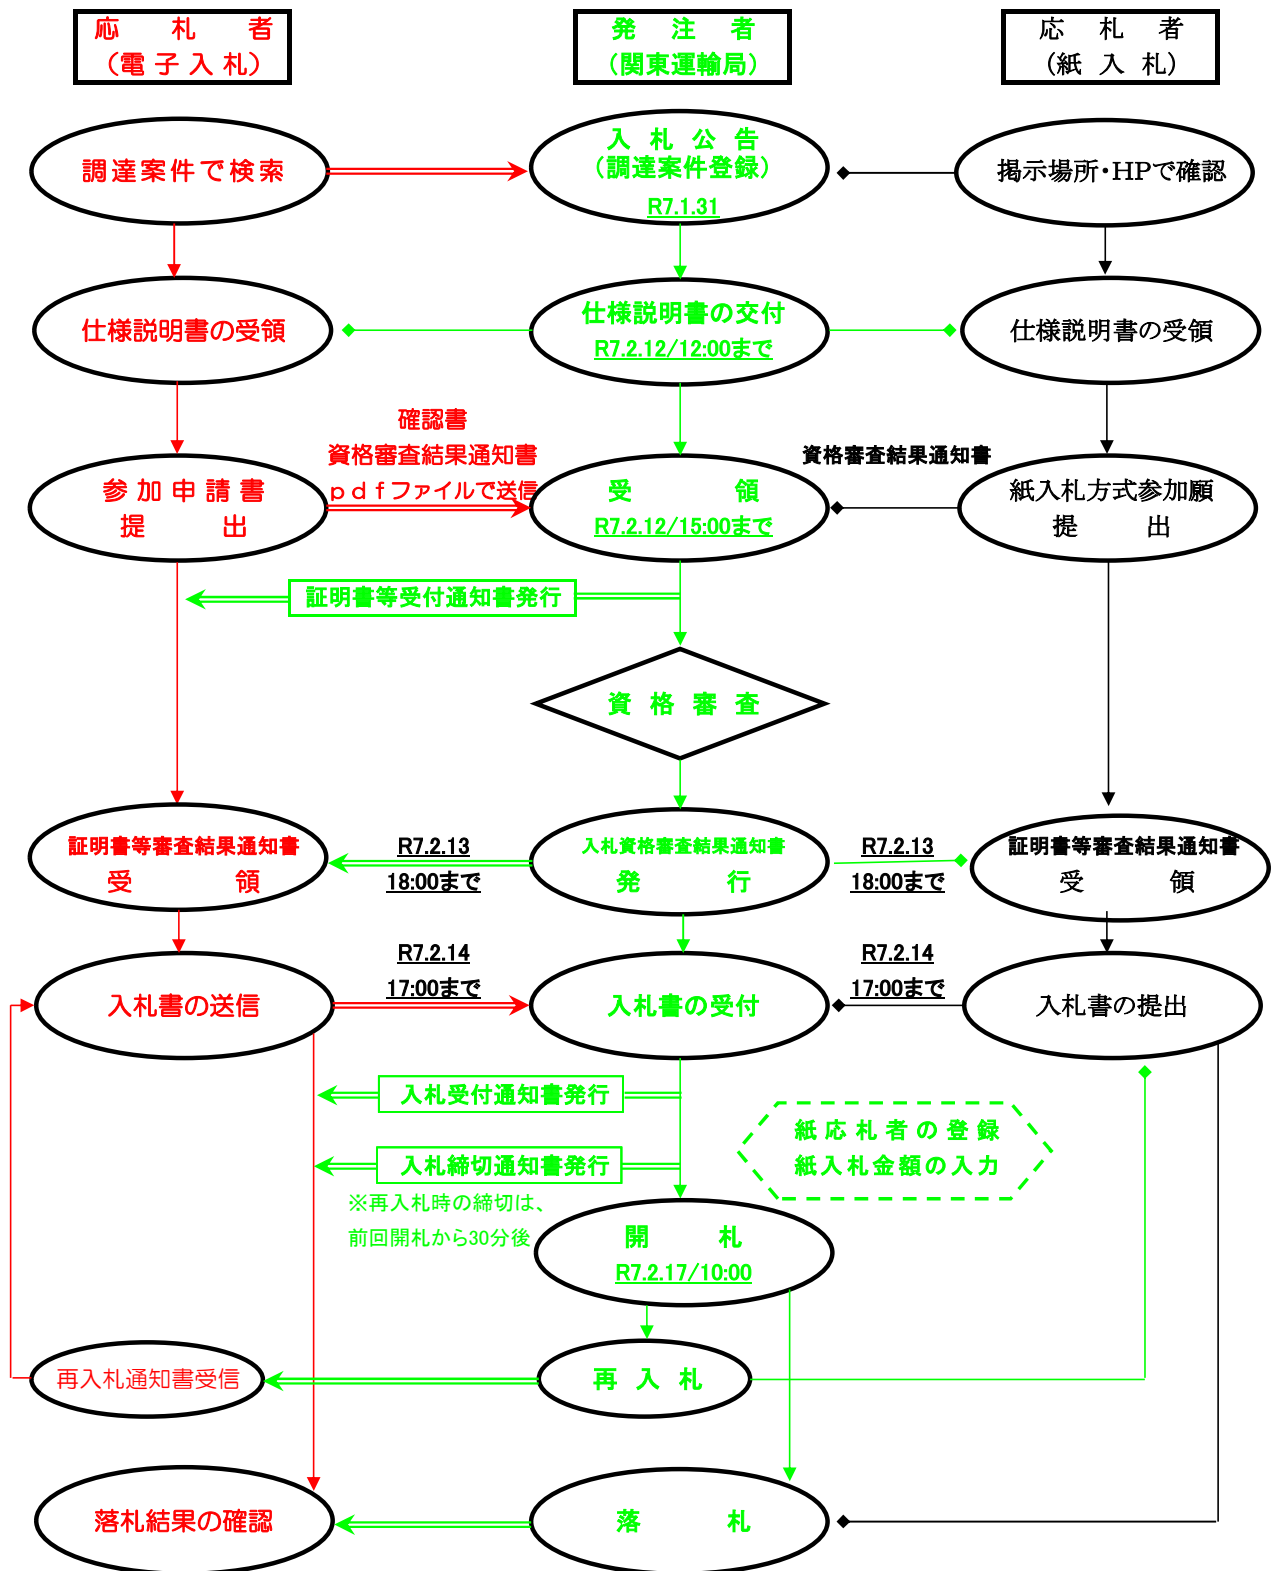 応札者
(電子入札)
発注者
(関東運輸局)
応札者
(紙入札)
調達案件で検索
入札公告
(調達案件登録)
R7.1.31
掲示場所・HPで確認
仕様説明書の受領
仕様説明書の交付
R7.2.12/12:00まで
仕様説明書の受領
確認書
資格審査結果通知書
pdfファイルで送信
資格審査結果通知書
参加申請書
提出
受領
R7.2.12/15:00まで
紙入札方式参加願
提出
証明書等受付通知書発行
資格審査
証明書等審査結果通知書
受領
R7.2.13
18:00まで
入札資格審査結果通知書
発行
R7.2.13
18:00まで
証明書等審査結果通知書
受領
入札書の送信
R7.2.14
17:00まで
入札書の受付
R7.2.14
17:00まで
入札書の提出
入札受付通知書発行
紙応札者の登録
紙入札金額の入力
入札締切通知書発行
※再入札時の締切は、
前回開札から30分後
開札
R7.2.17/10:00
再入札通知書受信
再入札
落札結果の確認
落札